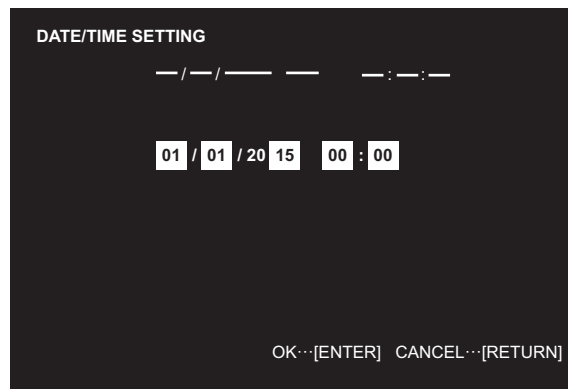 DATE/TIME SETTING
—/—/—— — —:—:—
01 / 01 / 20 15 00 : 00
OK···[ENTER] CANCEL···[RETURN]